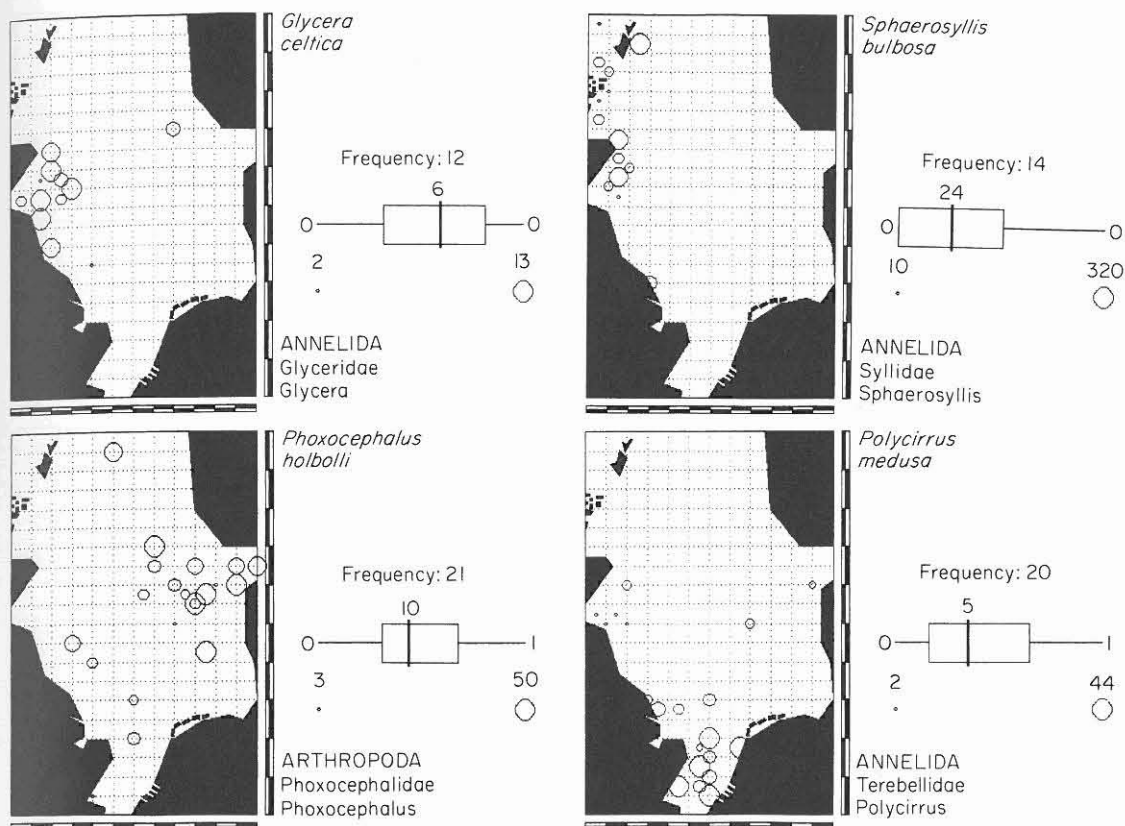 Glycera
celtica
Frequency: 12
6
0 0
2 13
ANNELIDA
Glyceridae
Glycera
Sphaerosyllis
bulbosa
Frequency: 14
24
0 0
10 320
ANNELIDA
Syllidae
Sphaerosyllis
Phoxocephalus
holbolli
Frequency: 21
10
0 1
3 50
ARTHROPODA
Phoxocephalidae
Phoxocephalus
Polycirrus
medusa
Frequency: 20
5
0 1
2 44
ANNELIDA
Terebellidae
Polycirrus